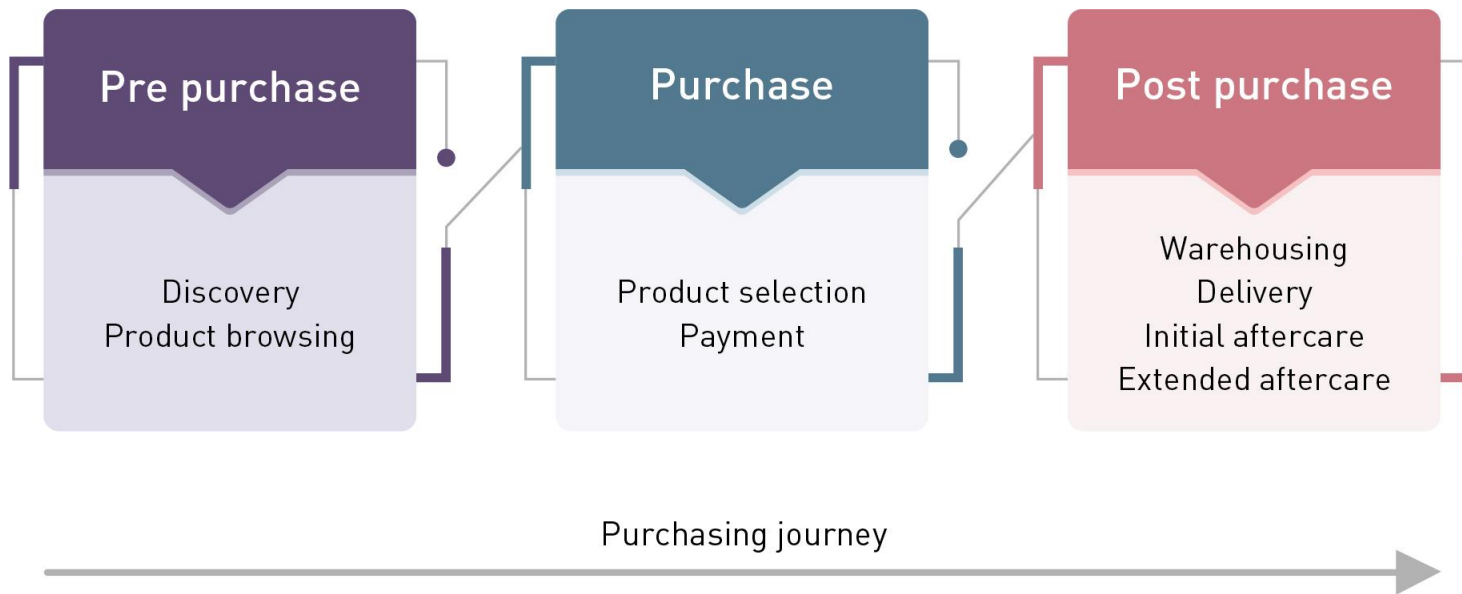 Pre purchase
Discovery
Product browsing
Purchase
Product selection
Payment
Post purchase
Warehousing
Delivery
Initial aftercare
Extended aftercare
Purchasing journey